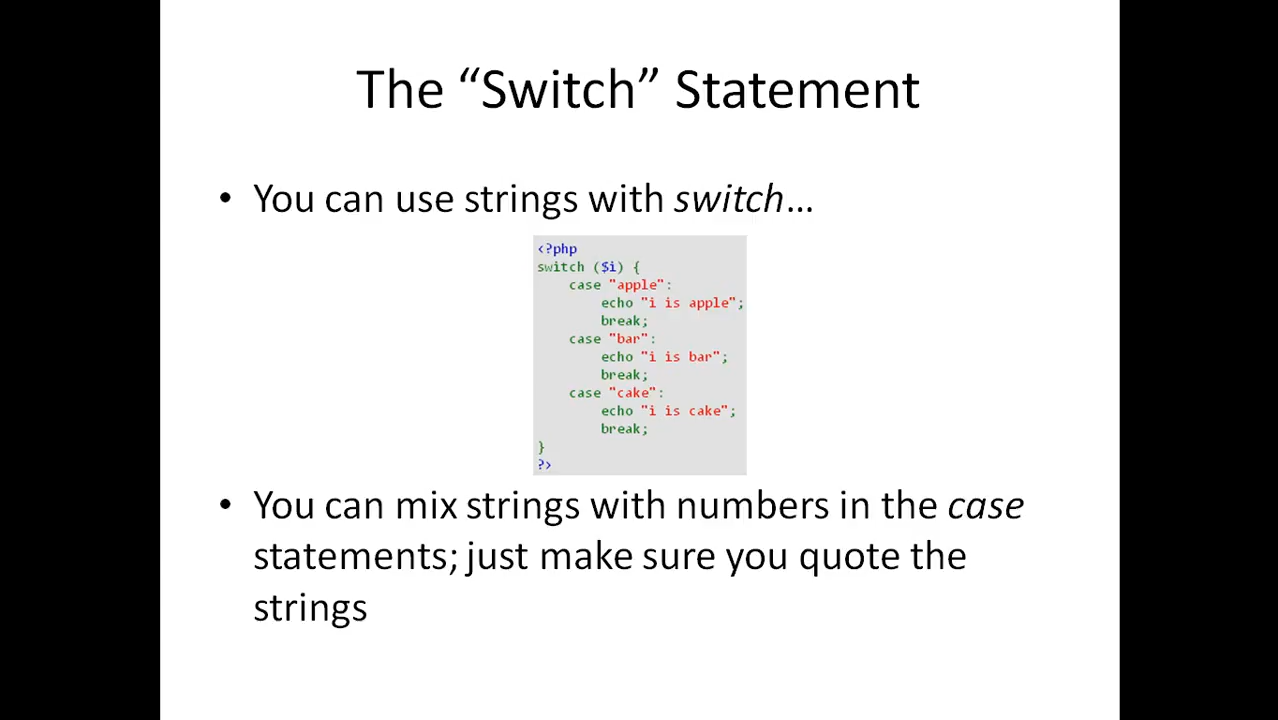 The “Switch” Statement
• You can use strings with switch…
<?php
switch ($i) {
    case "apple":
        echo "i is apple";
        break;
    case "bar":
        echo "i is bar";
        break;
    case "cake":
        echo "i is cake";
        break;
}
?>
• You can mix strings with numbers in the case
statements; just make sure you quote the
strings